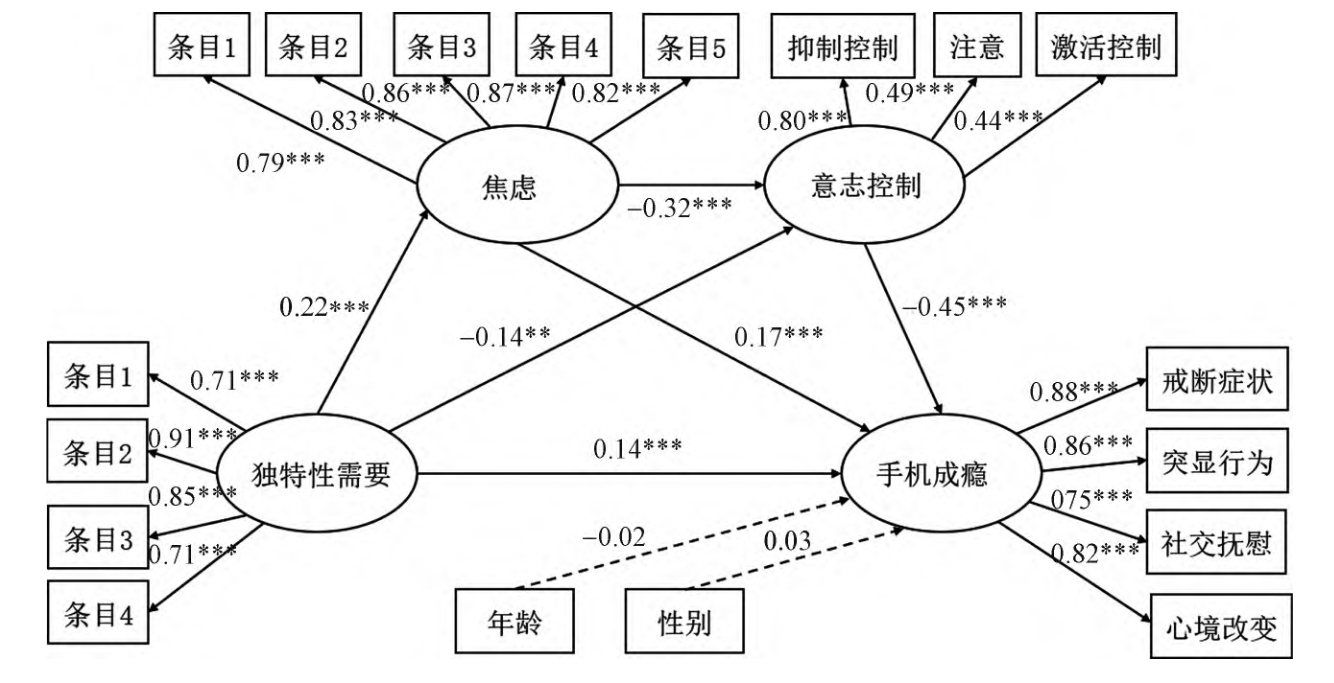 条目1 条目2 条目3 条目4 条目5 抑制控制 注意 激活控制
0.86*** 0.87*** 0.82*** 0.49***
0.83*** 0.80*** 0.44***
0.79***
焦虑 意志控制
−0.32***
0.22*** −0.14** 0.17*** −0.45***
条目1 0.71*** 0.88*** 戒断症状
条目2 0.91*** 0.14*** 0.86*** 突显行为
独特性需要 手机成瘾
条目3 0.85*** 075*** 社交抚慰
−0.02 0.03
0.71*** 0.82***
条目4 年龄 性别 心境改变